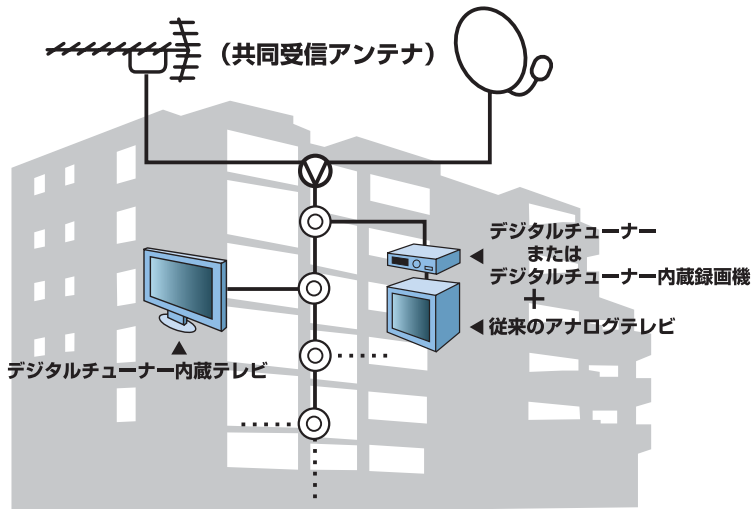 （共同受信アンテナ）
デジタルチューナー
または
デジタルチューナー内蔵録画機
＋
従来のアナログテレビ
デジタルチューナー内蔵テレビ